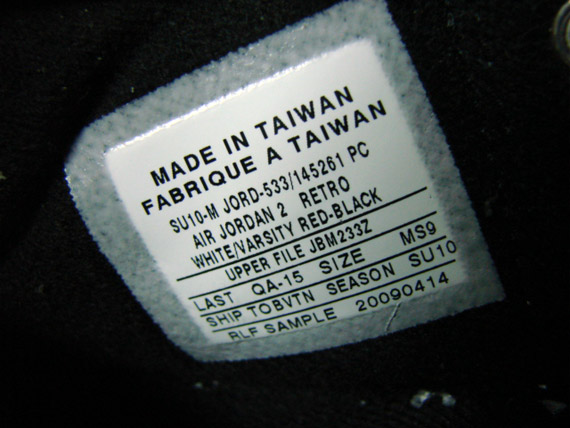 MADE IN TAIWAN
FABRIQUE A TAIWAN
SU10-M JORD-533/145261 PC
AIR JORDAN 2 RETRO
WHITE/VARSITY RED-BLACK
UPPER FILE JBM233Z
LAST QA-15 SIZE MS9
SHIP TOBVTN SEASON SU10
RLF SAMPLE 20090414